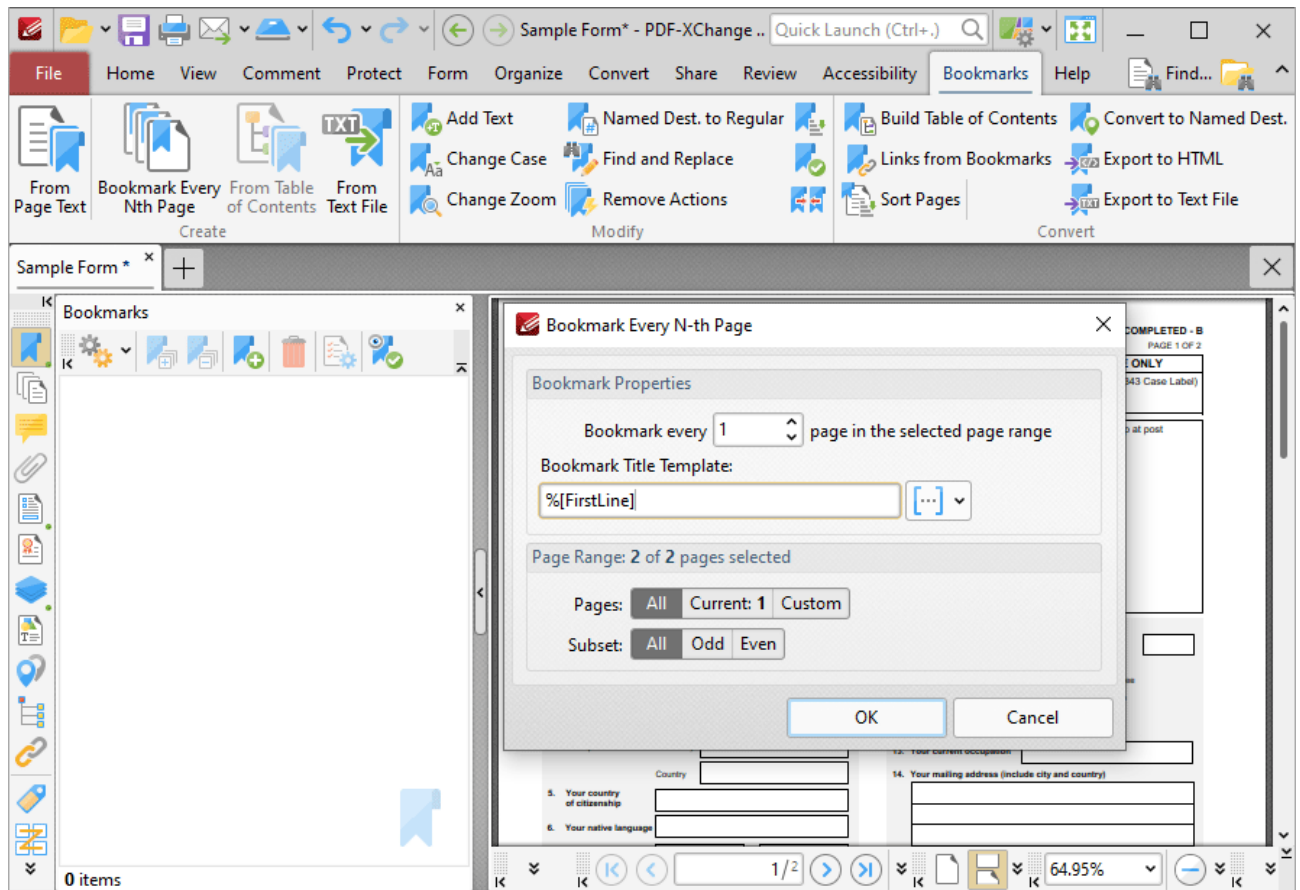 Sample Form* - PDF-XChange .. Quick Launch (Ctrl+.)
File Home View Comment Protect Form Organize Convert Share Review Accessibility Bookmarks Help Find...
From Page Text
Bookmark Every Nth Page
From Table of Contents
TXT
From Text File
Create
Add Text
Change Case
Change Zoom
Named Dest. to Regular
Find and Replace
Remove Actions
Modify
Build Table of Contents
Links from Bookmarks
Sort Pages
Convert to Named Dest.
Export to HTML
Export to Text File
Convert
Sample Form *
Bookmarks
0 items
Bookmark Every N-th Page
Bookmark Properties
Bookmark every 1 page in the selected page range
Bookmark Title Template:
%[FirstLine]
[...]
Page Range: 2 of 2 pages selected
Pages: All Current: 1 Custom
Subset: All Odd Even
OK Cancel
COMPLETED - B
PAGE 1 OF 2
ONLY
343 Case Label)
at post
Country
5. Your country
of citizenship
6. Your native language
13. Your current occupation
14. Your mailing address (include city and country)
1/2
64.95%